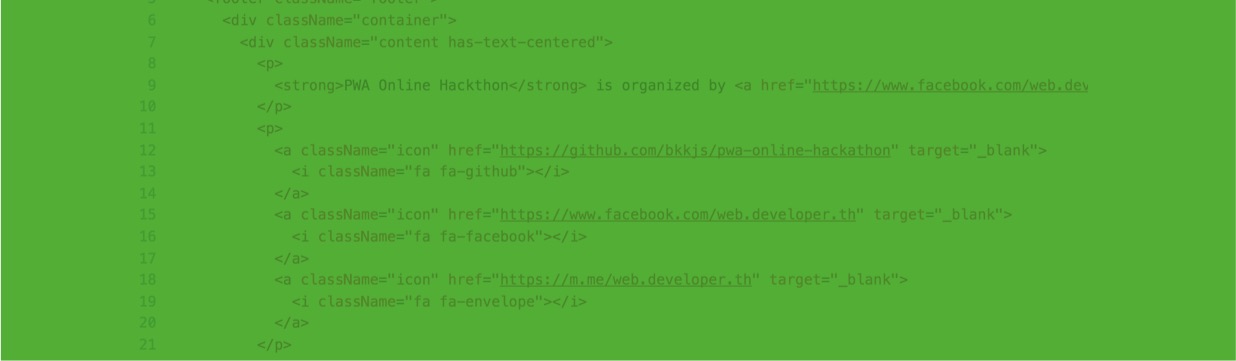 5 <footer className="footer">
6 <div className="container">
7 <div className="content has-text-centered">
8 <p>
9 <strong>PWA Online Hackthon</strong> is organized by <a href="https://www.facebook.com/web.dev
10 </p>
11 <p>
12 <a className="icon" href="https://github.com/bkkjs/pwa-online-hackathon" target="_blank">
13 <i className="fa fa-github"></i>
14 </a>
15 <a className="icon" href="https://www.facebook.com/web.developer.th" target="_blank">
16 <i className="fa fa-facebook"></i>
17 </a>
18 <a className="icon" href="https://m.me/web.developer.th" target="_blank">
19 <i className="fa fa-envelope"></i>
20 </a>
21 </p>